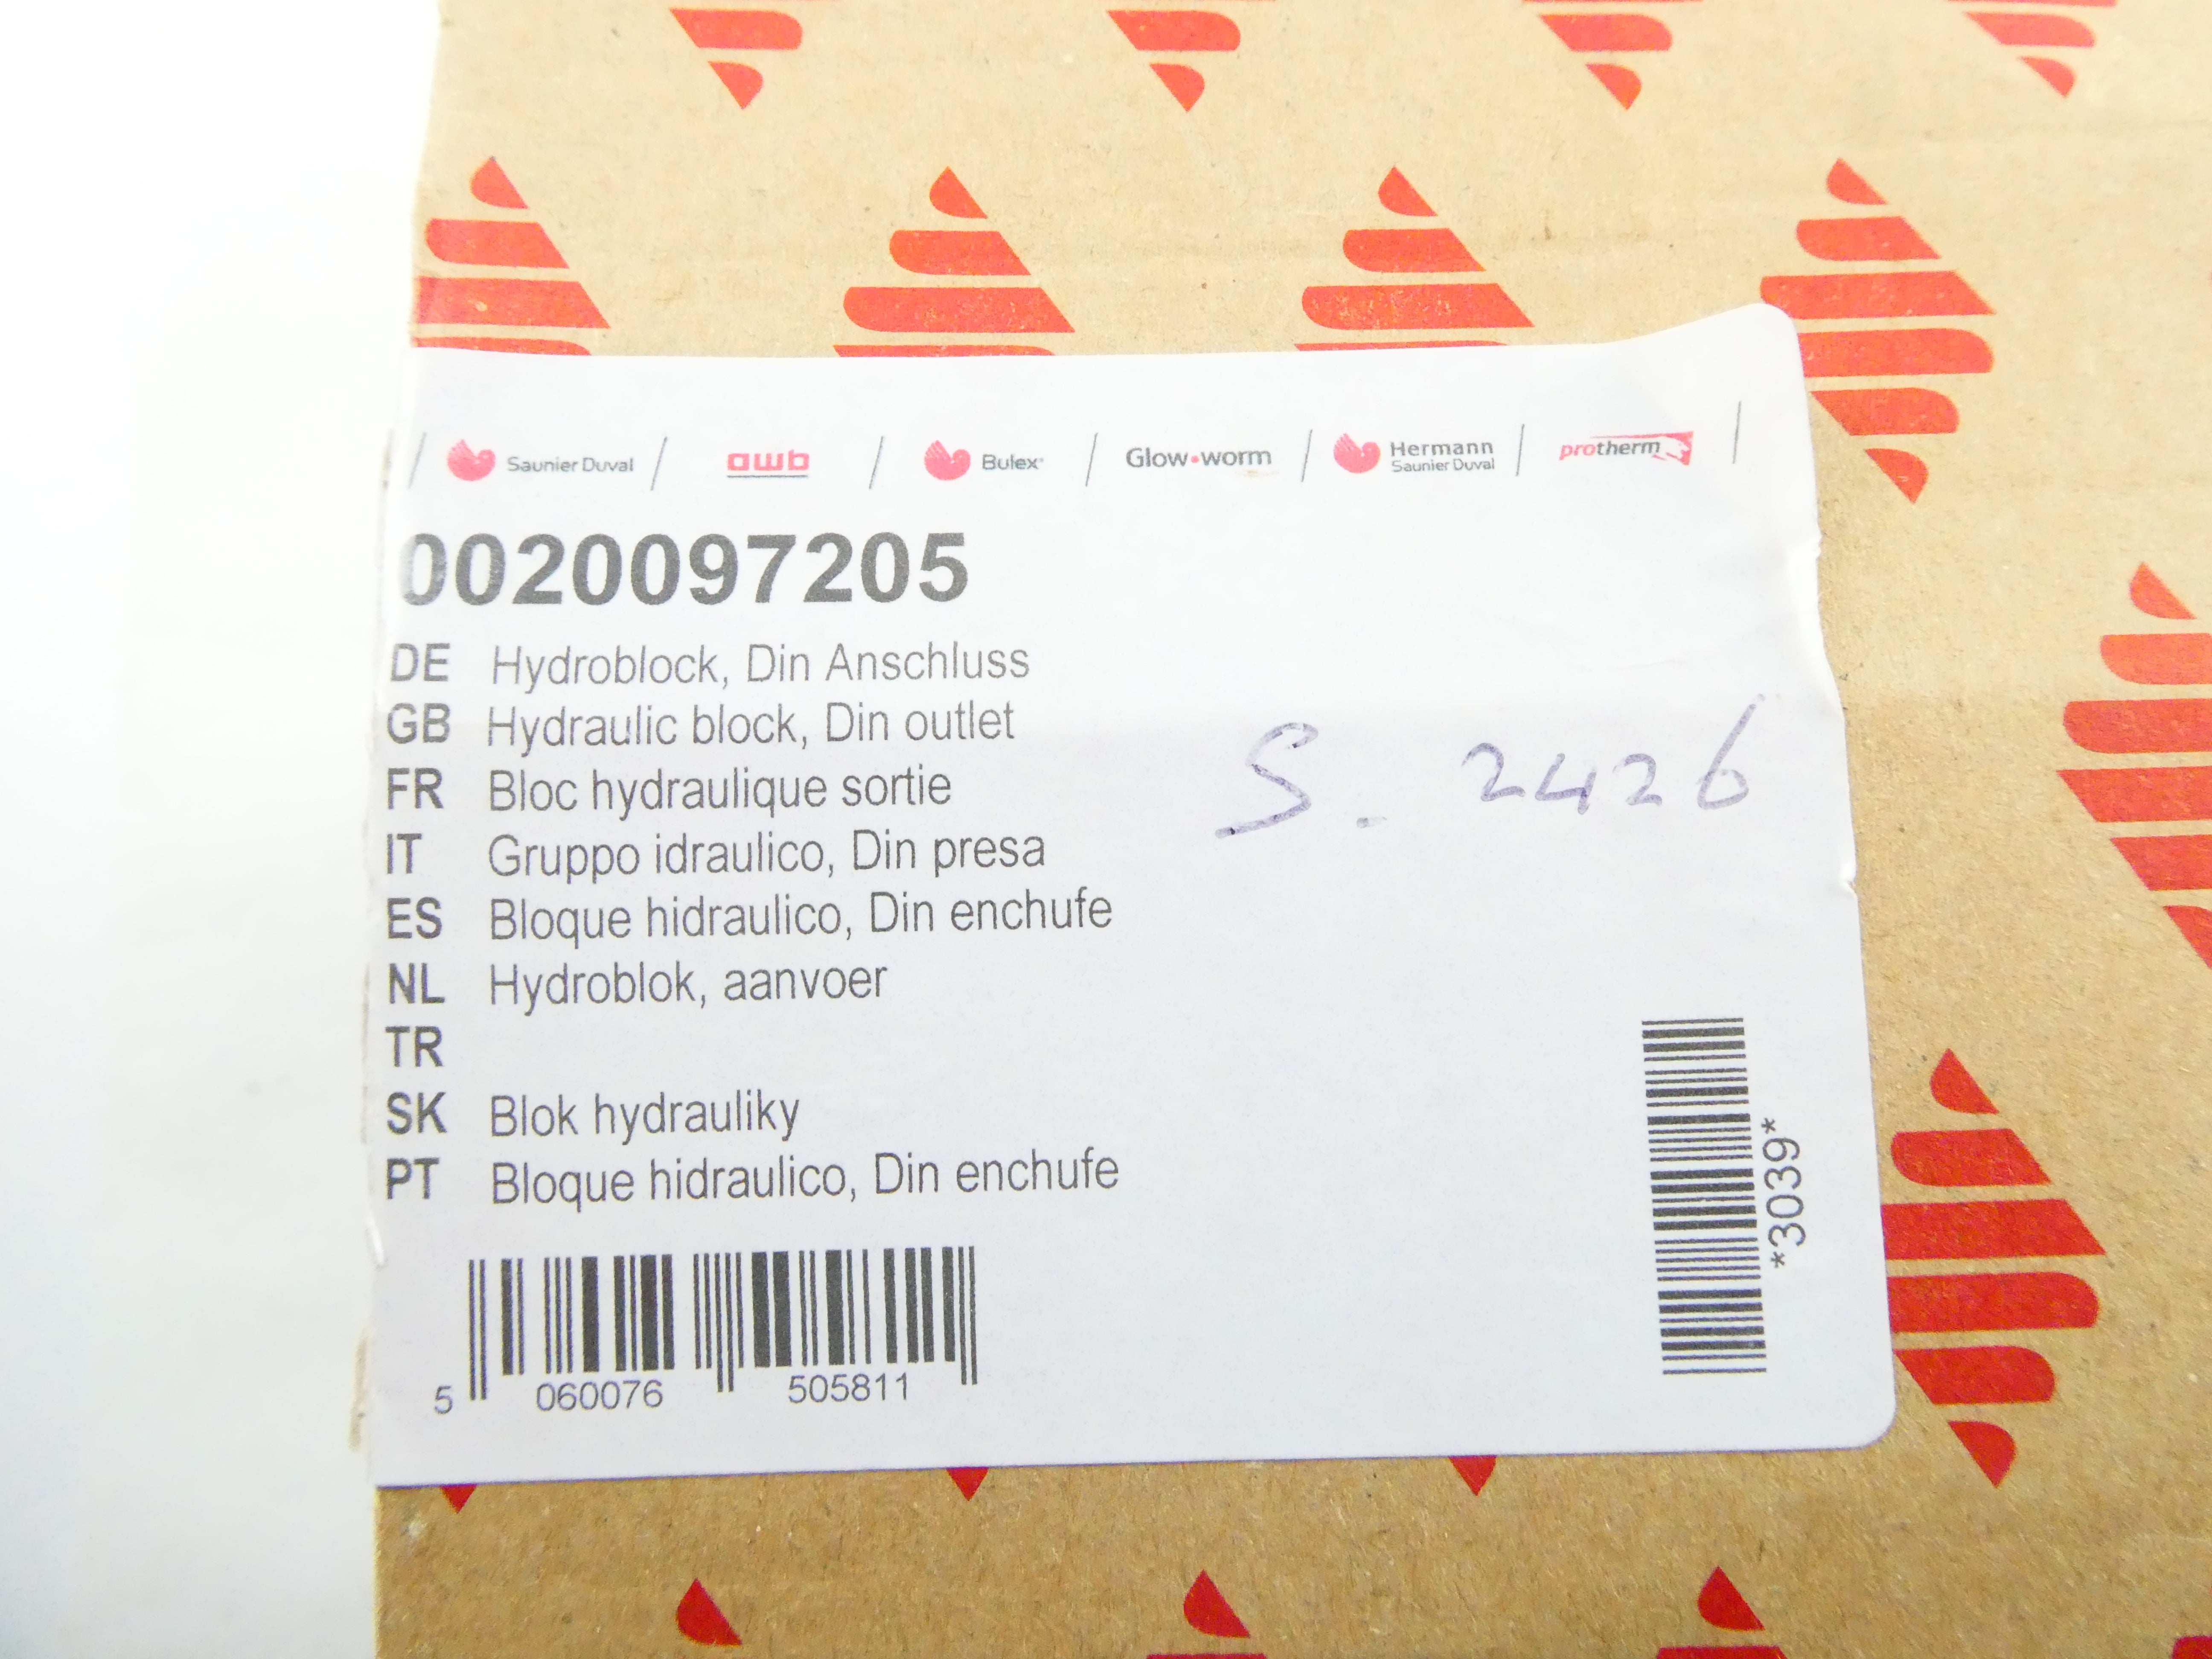 Saunier Duval awb Bulex® Glow•worm Hermann Saunier Duval protherm
0020097205
DE Hydroblock, Din Anschluss
GB Hydraulic block, Din outlet
FR Bloc hydraulique sortie
IT Gruppo idraulico, Din presa
ES Bloque hidraulico, Din enchufe
NL Hydroblok, aanvoer
TR
SK Blok hydrauliky
PT Bloque hidraulico, Din enchufe
S. 2426
*3039*
5 060076 505811